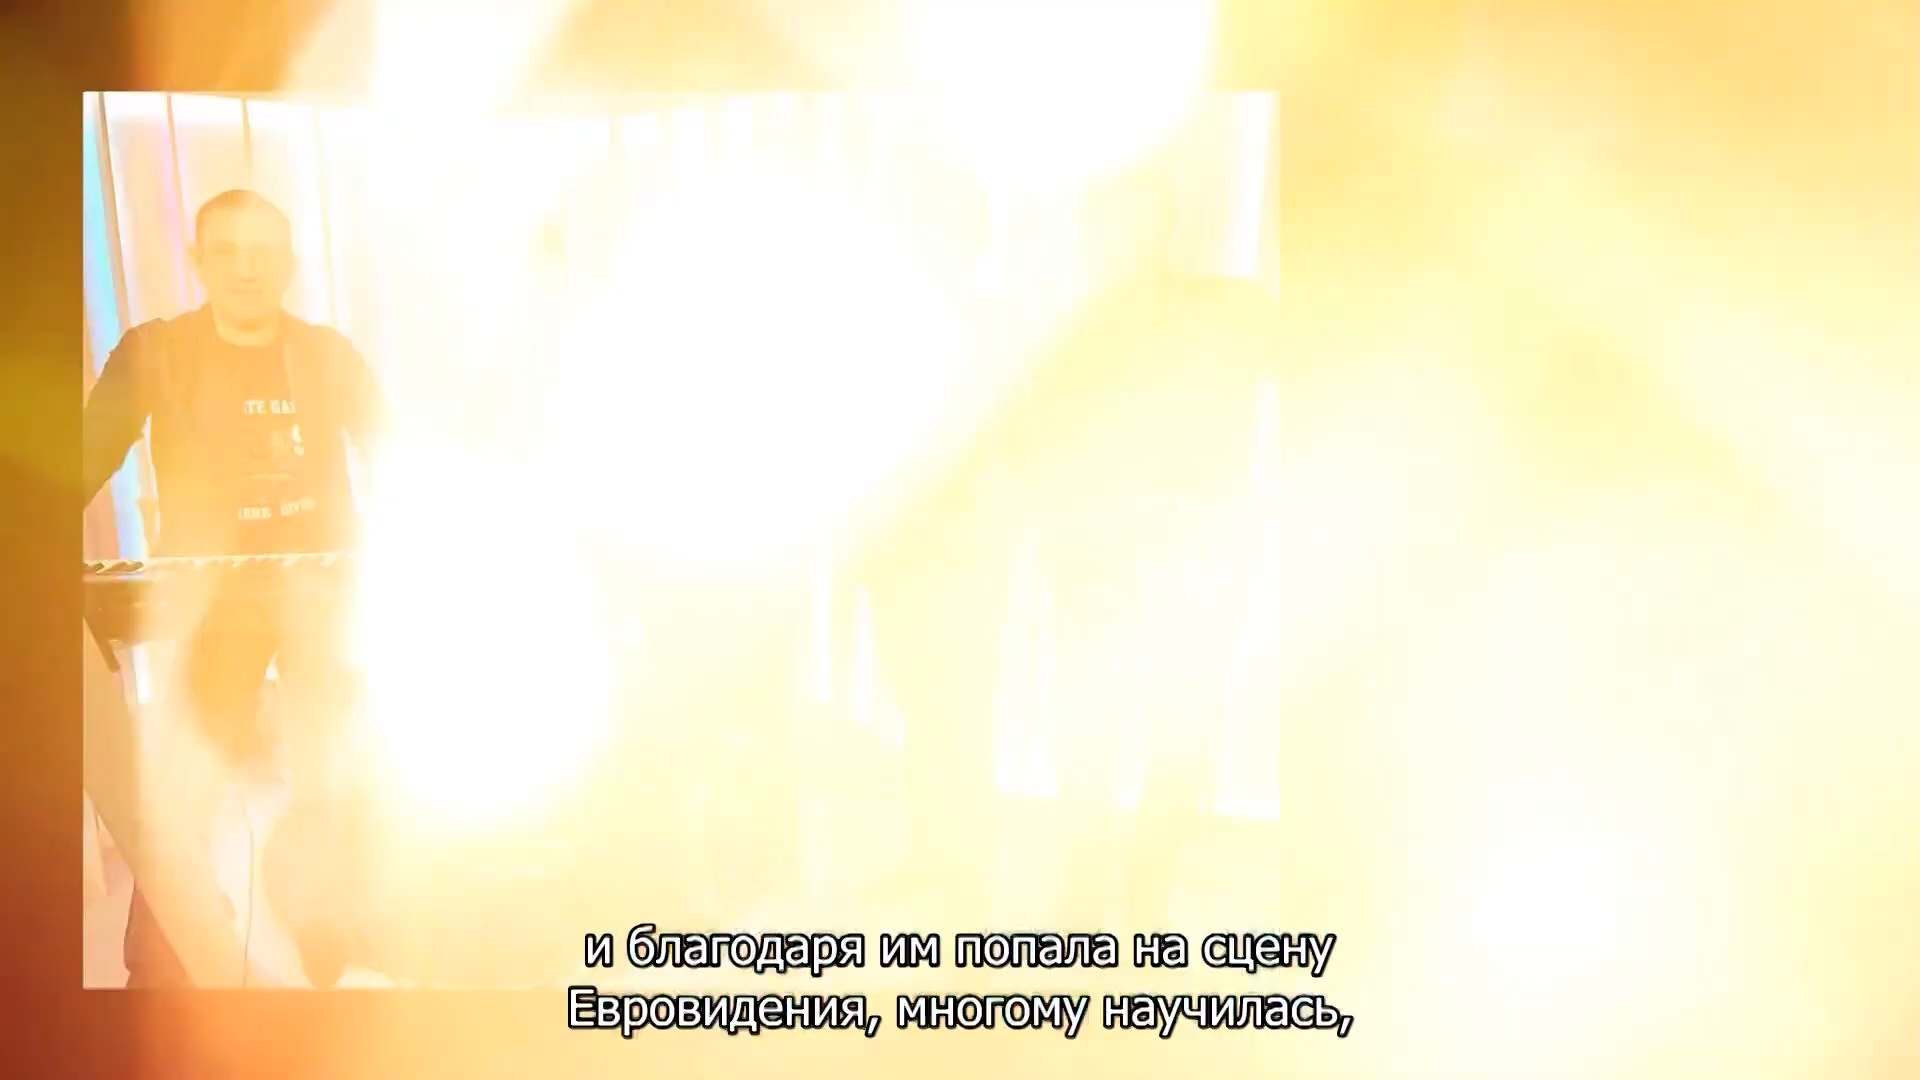 и благодаря им попала на сцену
Евровидения, многому научилась,